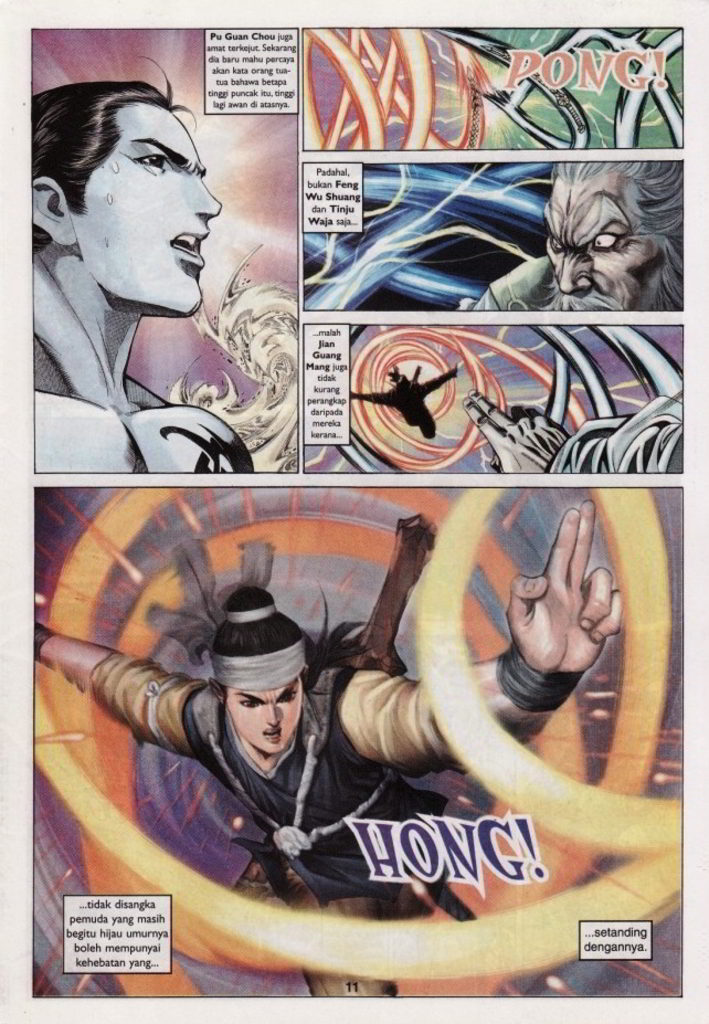 Pu Guan Chou juga
amat terkejut. Sekarang
dia baru mahu percaya
akan kata orang tua-
tua bahawa betapa
tinggi puncak itu, tinggi
lagi awan di atasnya.
PONG!
Padahal,
bukan Feng
Wu Shuang
dan Tinju
Waja saja...
...malah
Jian
Guang
Mang juga
tidak
kurang
perangkap
daripada
mereka
kerana...
HONG!
...tidak disangka
pemuda yang masih
begitu hijau umurnya
boleh mempunyai
kehebatan yang...
...setanding
dengannya.
11